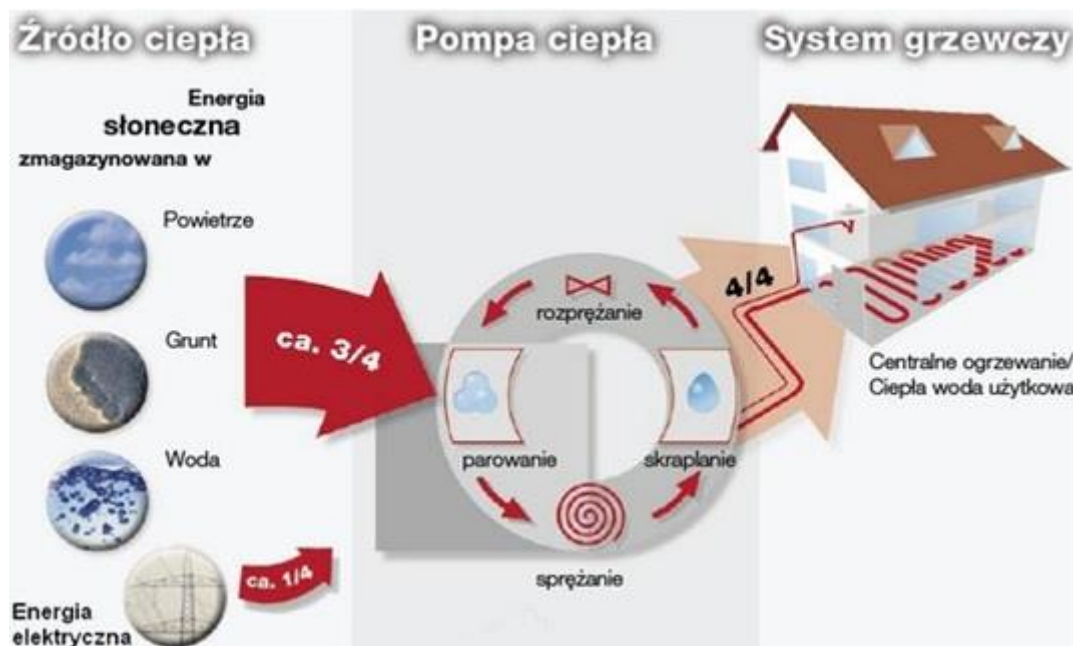 Źródło ciepła
Pompa ciepła
System grzewczy
Energia
słoneczna
zmagazynowana w
Powietrze
Grunt
Woda
Energia
elektryczna
ca. 3/4
ca. 1/4
rozprężanie
parowanie
skraplanie
sprężanie
4/4
Centralne ogrzewanie/
Ciepła woda użytkowa